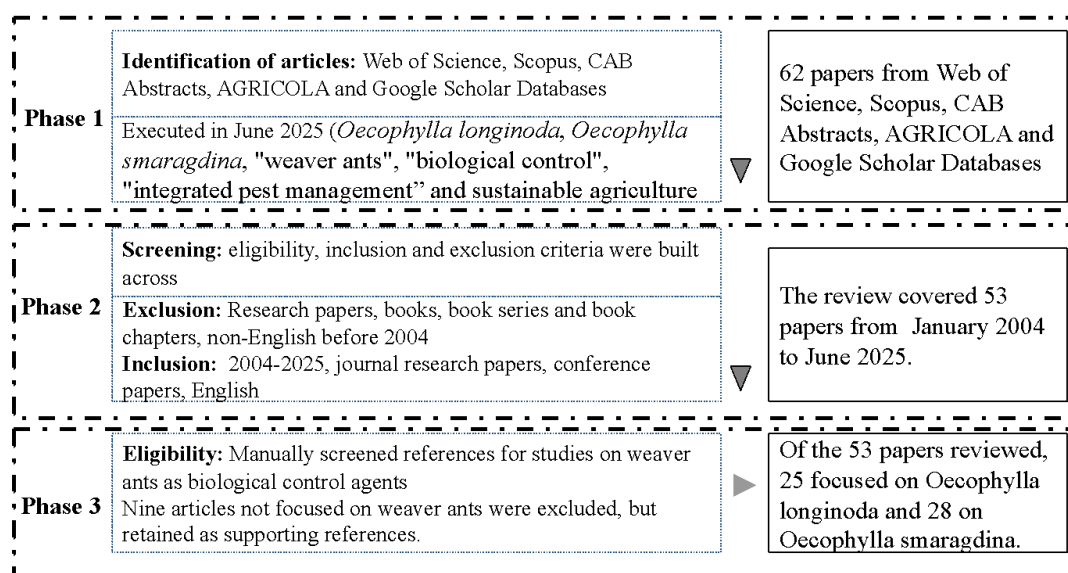 Phase 1
Identification of articles: Web of Science, Scopus, CAB
Abstracts, AGRICOLA and Google Scholar Databases
Executed in June 2025 (Oecophylla longinoda, Oecophylla
smaragdina, "weaver ants", "biological control",
"integrated pest management” and sustainable agriculture
62 papers from Web of
Science, Scopus, CAB
Abstracts, AGRICOLA and
Google Scholar Databases
Phase 2
Screening: eligibility, inclusion and exclusion criteria were built
across
Exclusion: Research papers, books, book series and book
chapters, non-English before 2004
Inclusion: 2004-2025, journal research papers, conference
papers, English
The review covered 53
papers from January 2004
to June 2025.
Phase 3
Eligibility: Manually screened references for studies on weaver
ants as biological control agents
Nine articles not focused on weaver ants were excluded, but
retained as supporting references.
Of the 53 papers reviewed,
25 focused on Oecophylla
longinoda and 28 on
Oecophylla smaragdina.